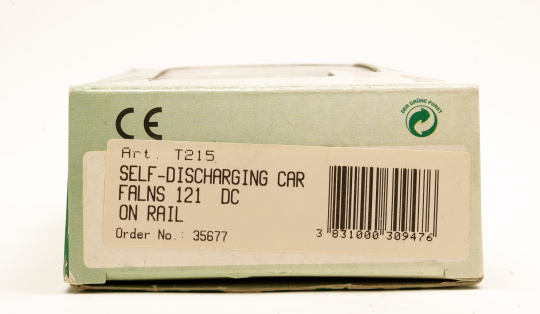 CE
DER GRÜNE PUNKT
Art. T215
SELF-DISCHARGING CAR
FALNS 121 DC
ON RAIL
Order No.: 35677
3 831000 309476